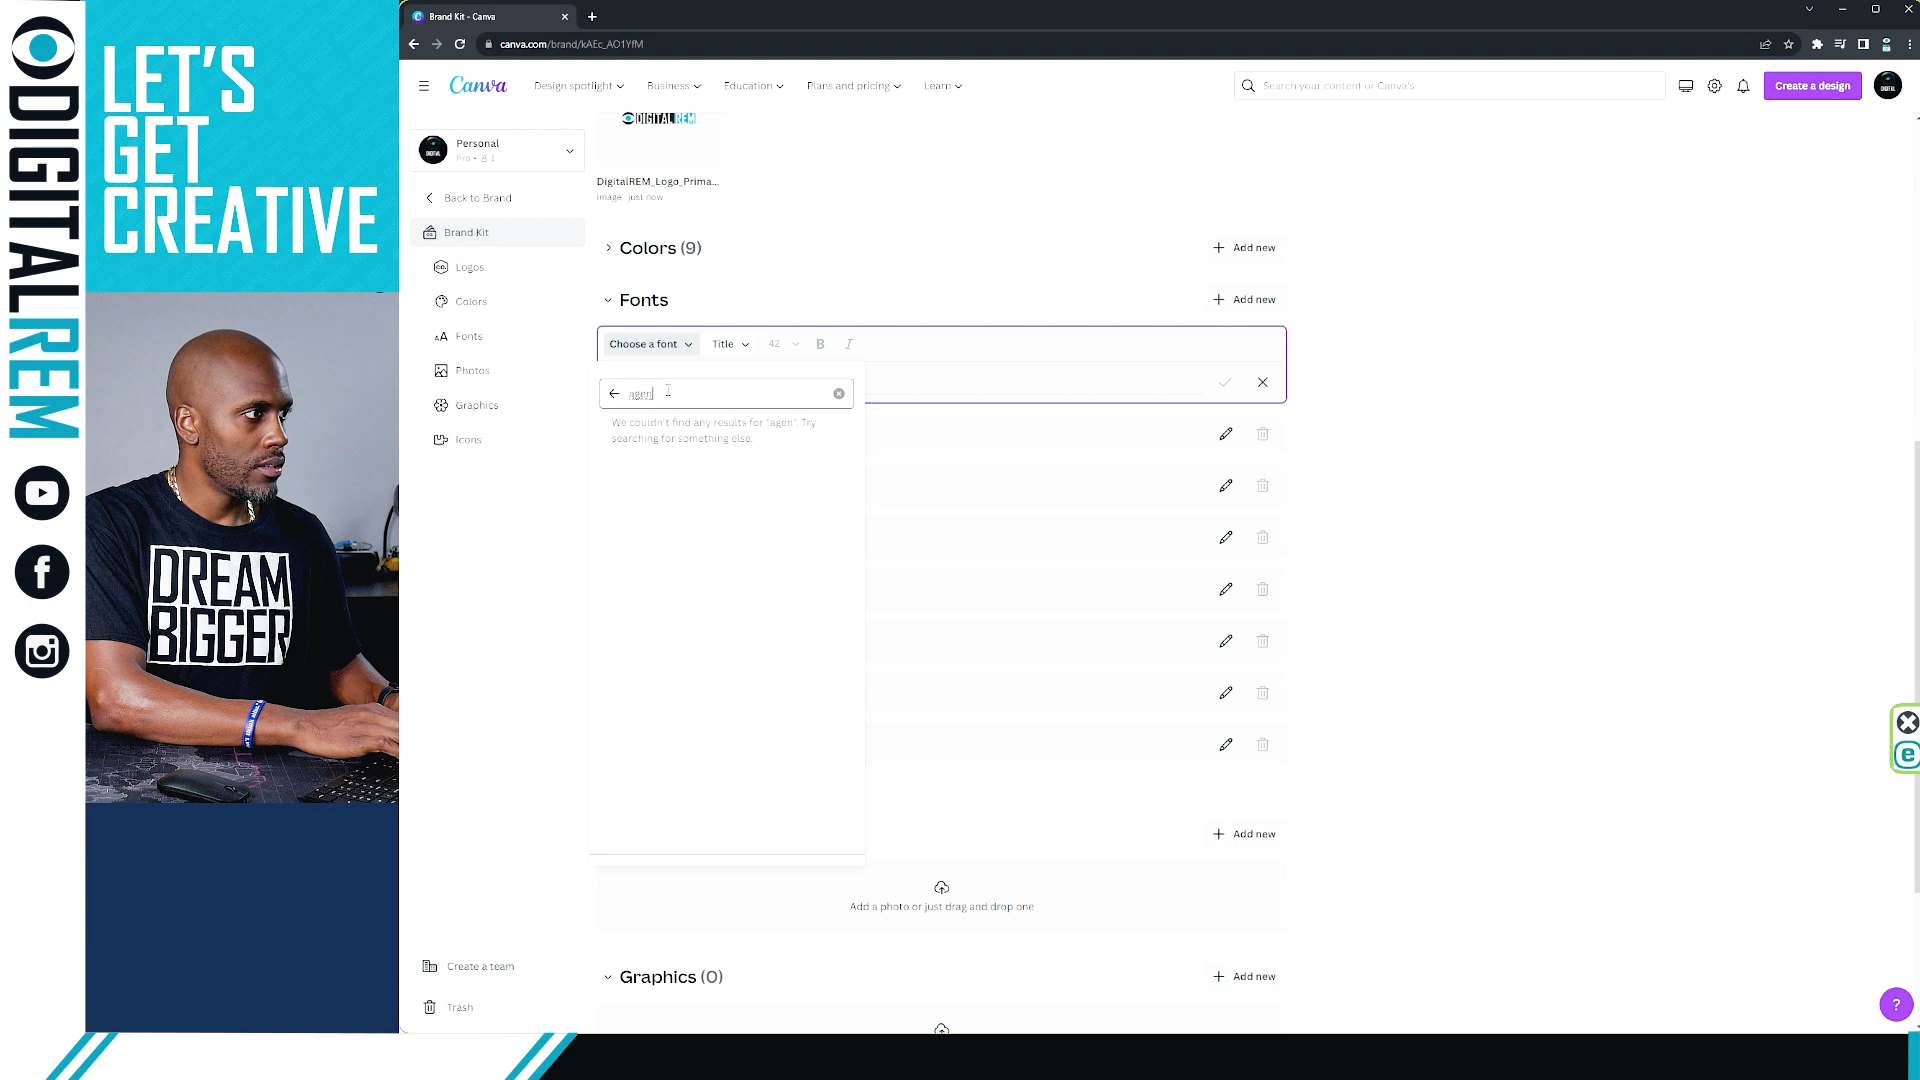 DIGITALREM
LET'S
GET
CREATIVE
DREAM
BIGGER
Brand Kit - Canva
canva.com/brand/kAEc_AO1YfM
Canva
Design spotlight
Business
Education
Plans and pricing
Learn
Search your content or Canva's
Create a design
DIGITAL
DIGITAL
Personal
Pro • 1
Back to Brand
Brand Kit
Logos
Colors
Fonts
Photos
Graphics
Icons
Create a team
Trash
DIGITALREM
DigitalREM_Logo_Prima...
Image just now
Colors (9)
Add new
Fonts
Add new
Choose a font
Title
42
B
I
agen
We couldn't find any results for "agen". Try
searching for something else.
Add new
Add a photo or just drag and drop one
Graphics (0)
Add new
?
e